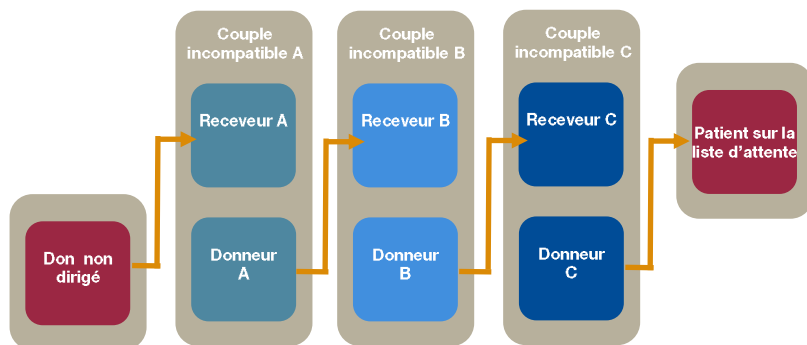 Couple
incompatible A
Couple
incompatible B
Couple
incompatible C
Receveur A
Receveur B
Receveur C
Patient sur la
liste d'attente
Don non
dirigé
Donneur
A
Donneur
B
Donneur
C